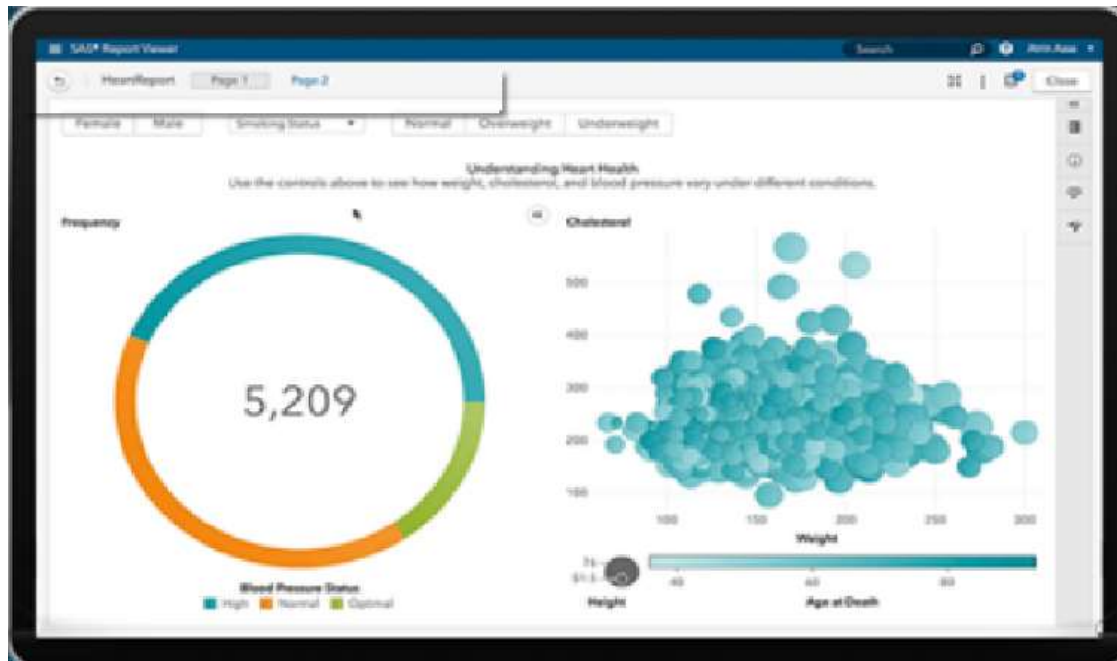 SAS® Report Viewer
Search
HeartReport
Page 1
Page 2
Close
Female
Male
Smoking Status
Normal
Overweight
Underweight
Understanding Heart Health
Use the controls above to see how weight, cholesterol, and blood pressure vary under different conditions.
Frequency
5,209
Blood Pressure Status
High
Normal
Optimal
Cholesterol
500
400
300
200
100
100
150
200
250
300
Weight
76
51.5
Height
40
60
80
Age at Death